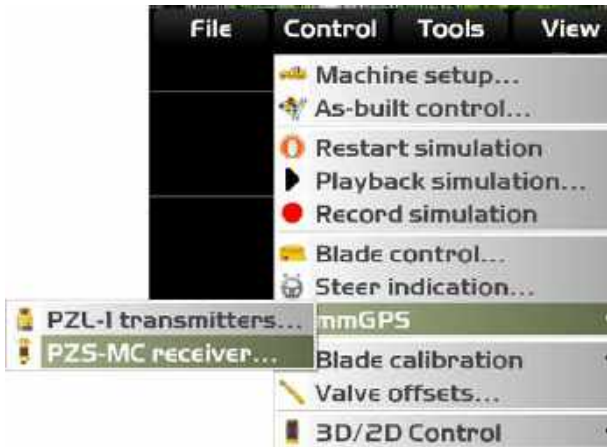 File Control Tools View
Machine setup...
As-built control...
Restart simulation
Playback simulation...
Record simulation
Blade control...
Steer indication...
PZL-1 transmitters... mmGPS
PZS-MC receiver...
Blade calibration
Valve offsets...
3D/2D Control